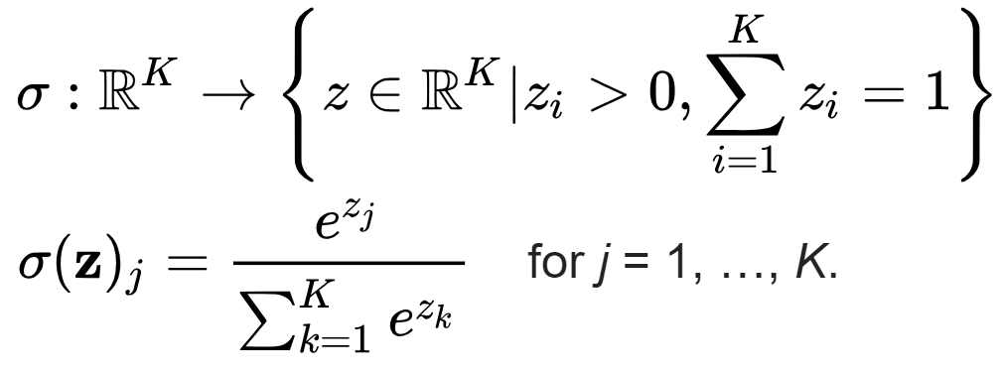 σ : ℝ^K → { z ∈ ℝ^K | z_i > 0, ∑_{i=1}^{K} z_i = 1 }
σ(𝐳)_j = e^{z_j} / ∑_{k=1}^{K} e^{z_k} for j = 1, …, K.